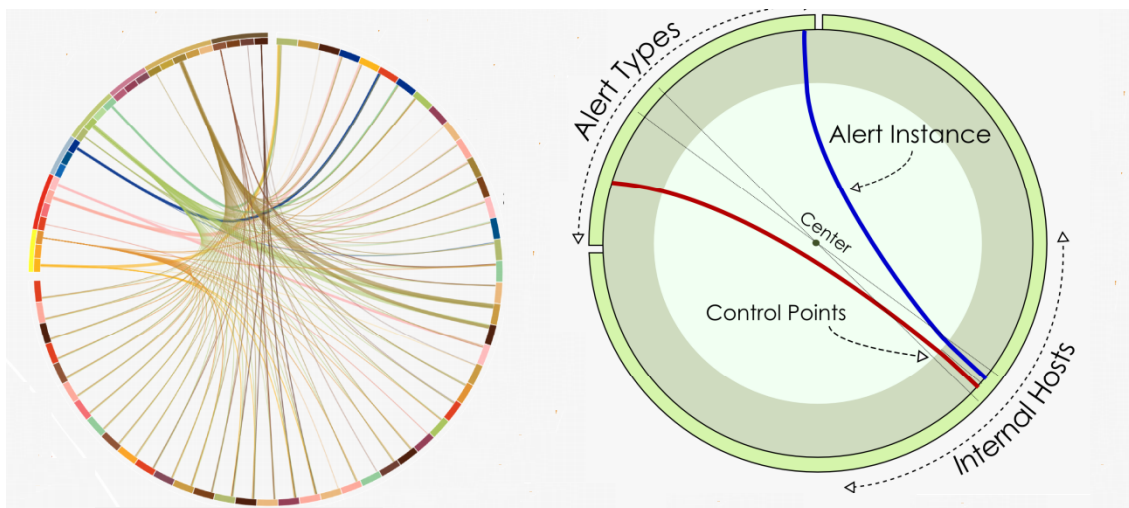 Alert Types
Alert Instance
Center
Control Points
Internal Hosts